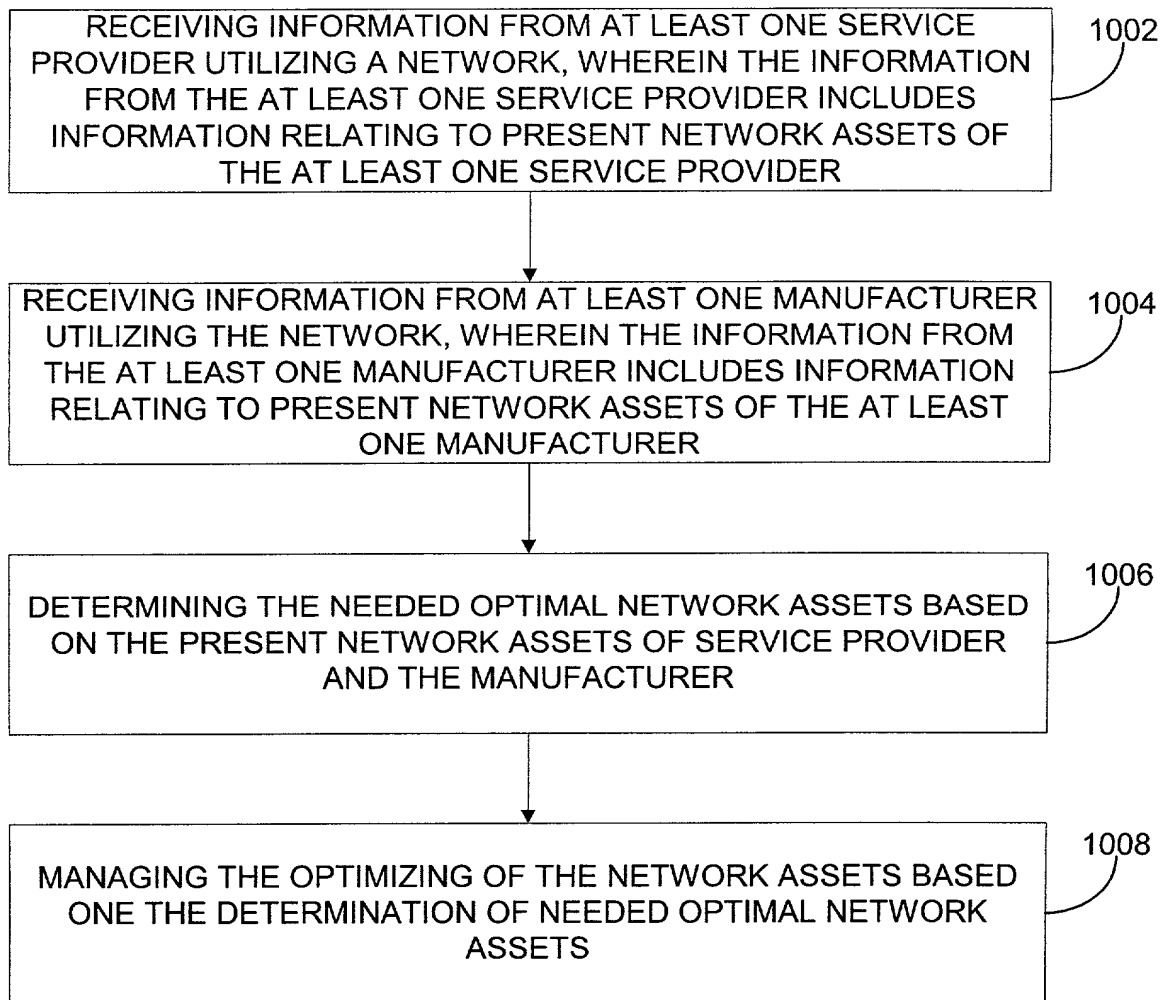 RECEIVING INFORMATION FROM AT LEAST ONE SERVICE
PROVIDER UTILIZING A NETWORK, WHEREIN THE INFORMATION
FROM THE AT LEAST ONE SERVICE PROVIDER INCLUDES
INFORMATION RELATING TO PRESENT NETWORK ASSETS OF
THE AT LEAST ONE SERVICE PROVIDER
1002
RECEIVING INFORMATION FROM AT LEAST ONE MANUFACTURER
UTILIZING THE NETWORK, WHEREIN THE INFORMATION FROM
THE AT LEAST ONE MANUFACTURER INCLUDES INFORMATION
RELATING TO PRESENT NETWORK ASSETS OF THE AT LEAST
ONE MANUFACTURER
1004
DETERMINING THE NEEDED OPTIMAL NETWORK ASSETS BASED
ON THE PRESENT NETWORK ASSETS OF SERVICE PROVIDER
AND THE MANUFACTURER
1006
MANAGING THE OPTIMIZING OF THE NETWORK ASSETS BASED
ONE THE DETERMINATION OF NEEDED OPTIMAL NETWORK
ASSETS
1008